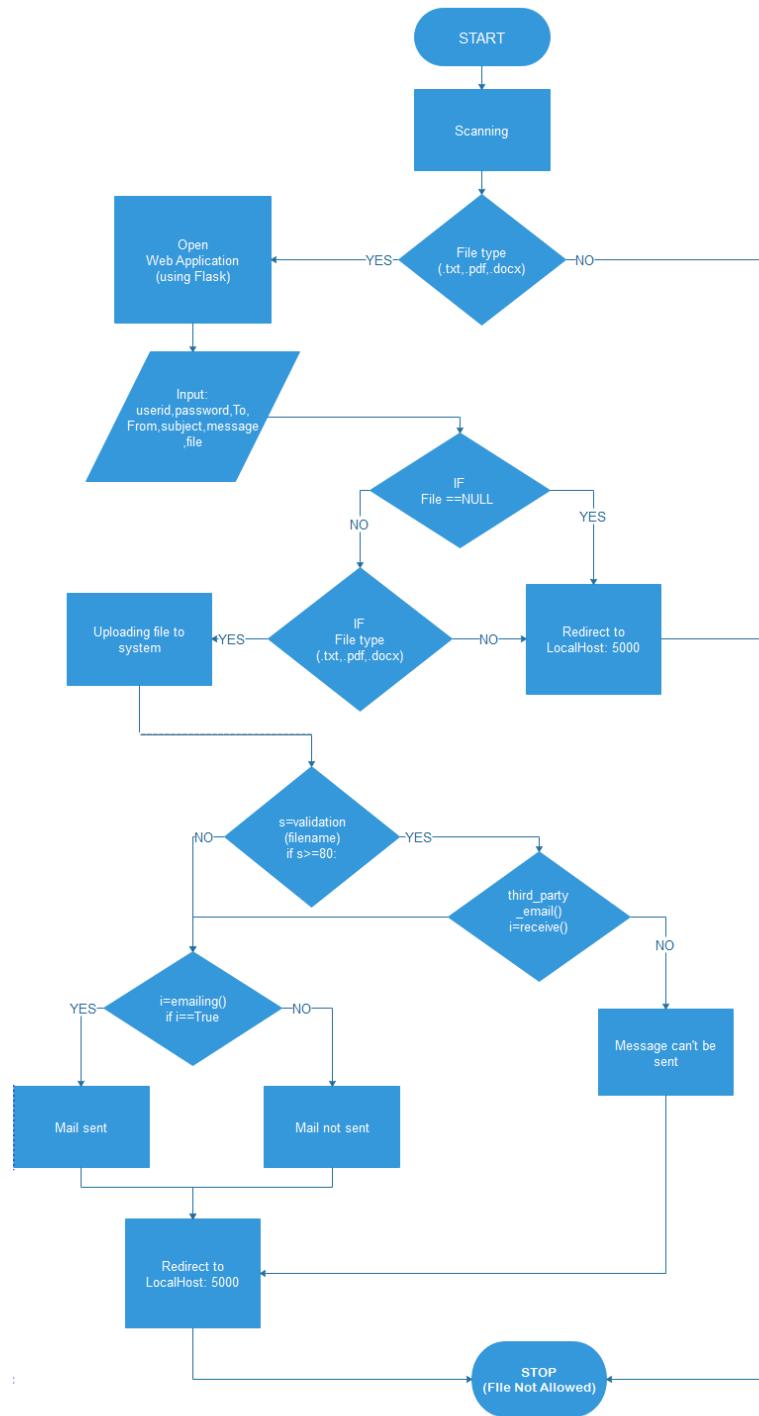 START
Scanning
File type
(.txt,.pdf,.docx)
YES
NO
Open
Web Application
(using Flask)
Input:
userid,password,To,
From,subject,message
,file
IF
File ==NULL
NO
YES
IF
File type
(.txt,.pdf,.docx)
YES
NO
Uploading file to
system
Redirect to
LocalHost: 5000
s=validation
(filename)
if s>=80:
NO
YES
third_party
_email()
i=receive()
NO
i=emailing()
if i==True
YES
NO
Message can't be
sent
Mail sent
Mail not sent
Redirect to
LocalHost: 5000
STOP
(FIle Not Allowed)